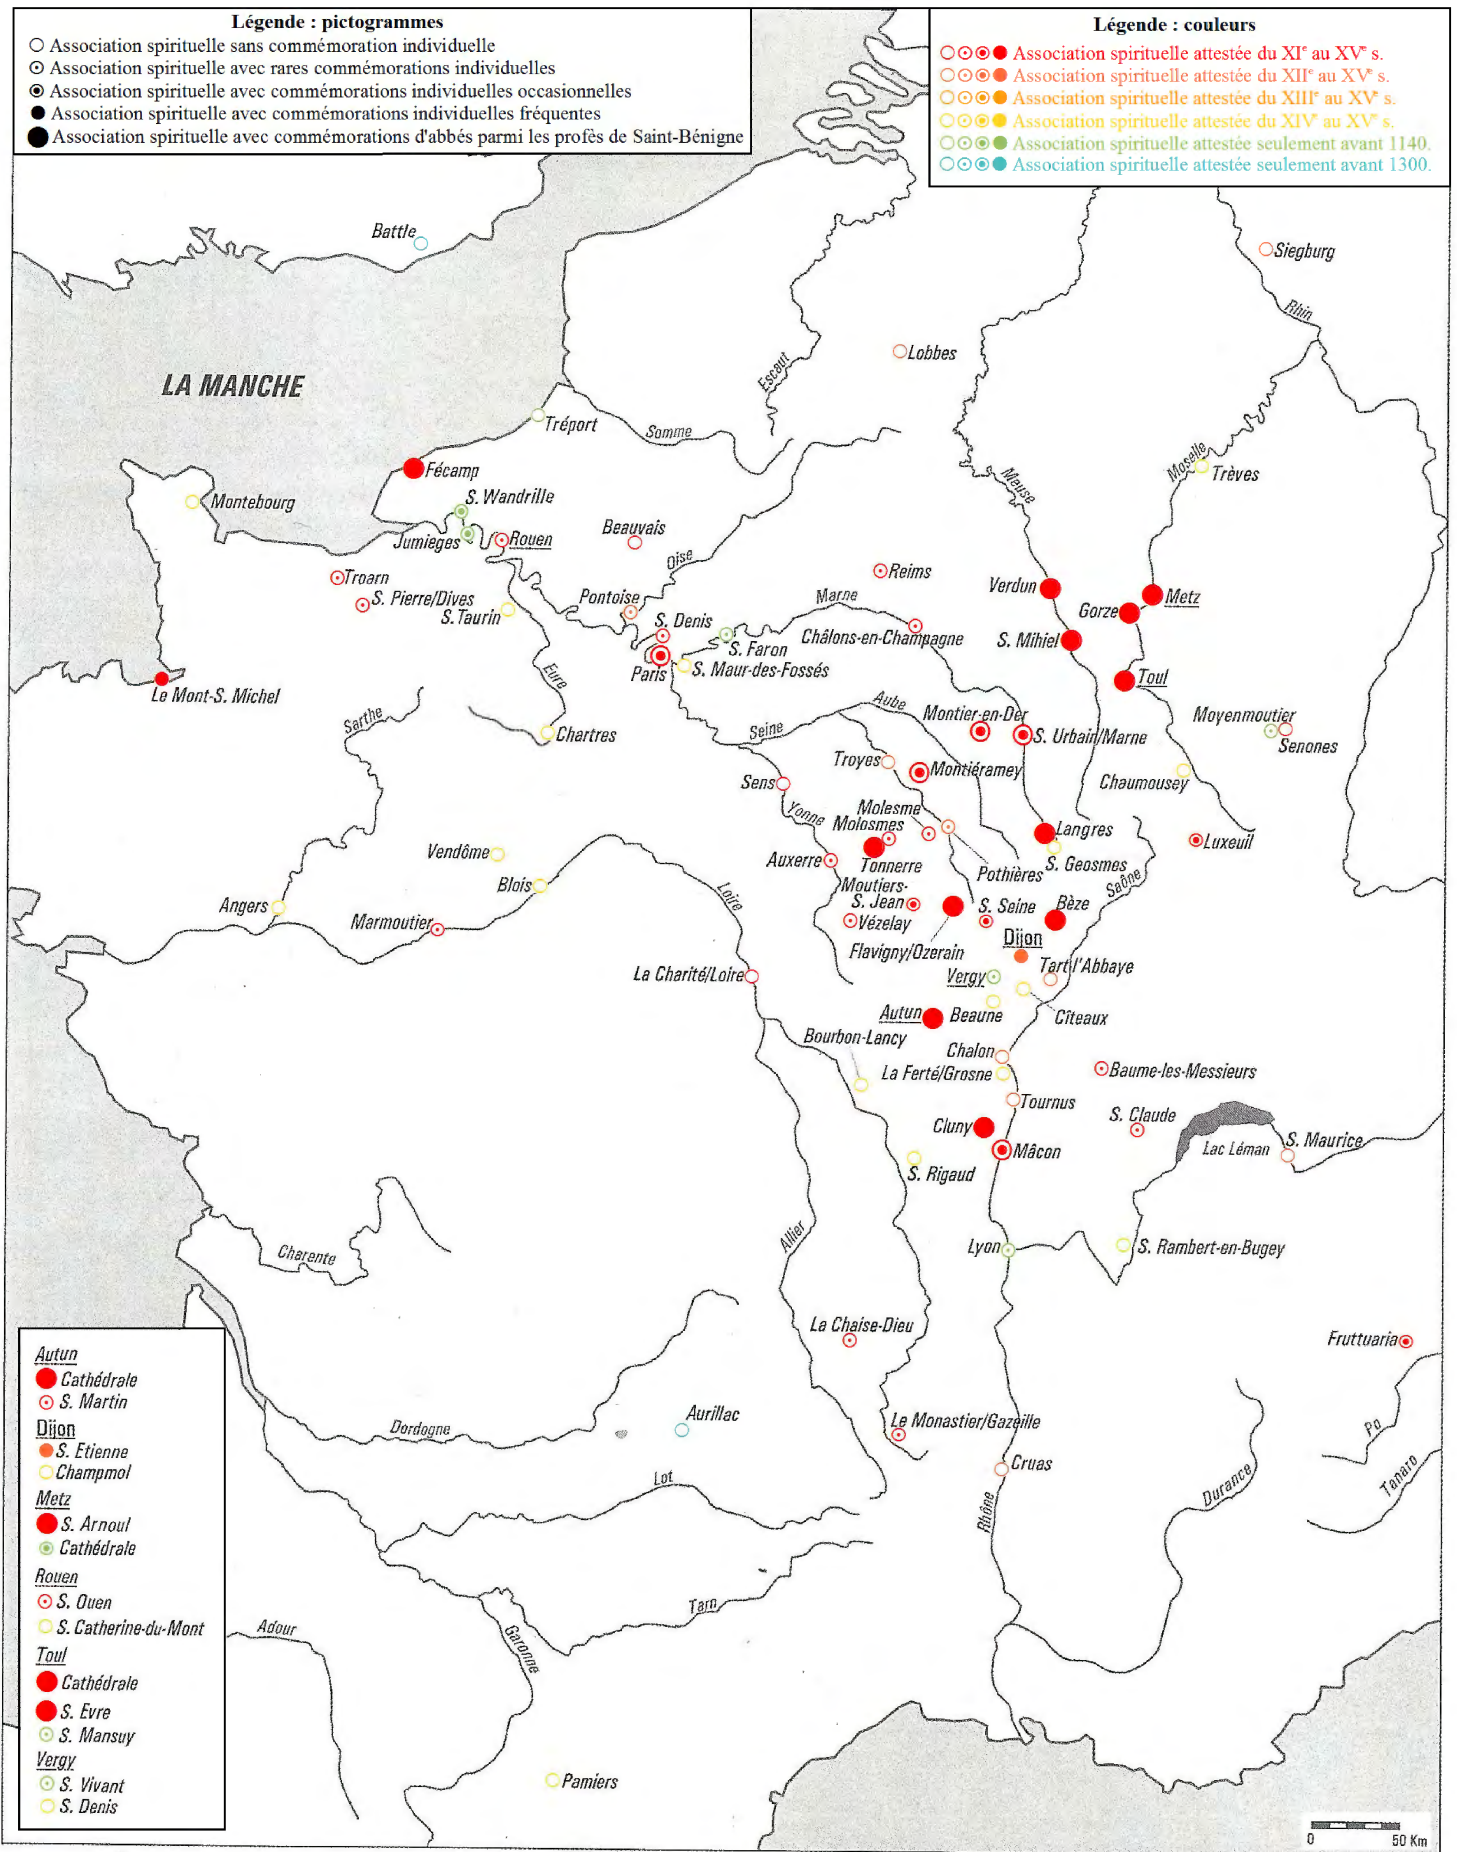 Légende : pictogrammes
Association spirituelle sans commémoration individuelle
Association spirituelle avec rares commémorations individuelles
Association spirituelle avec commémorations individuelles occasionnelles
Association spirituelle avec commémorations individuelles fréquentes
Association spirituelle avec commémorations d'abbés parmi les profès de Saint-Bénigne
Légende : couleurs
Association spirituelle attestée du XIe au XVe s.
Association spirituelle attestée du XIIe au XVe s.
Association spirituelle attestée du XIIIe au XVe s.
Association spirituelle attestée du XIVe au XVe s.
Association spirituelle attestée seulement avant 1140.
Association spirituelle attestée seulement avant 1300.
Battle
Siegburg
Rhin
Lobbes
Escaut
LA MANCHE
Tréport
Somme
Fécamp
Moselle
Trèves
Meuse
Montebourg
S. Wandrille
Jumieges
Rouen
Beauvais
Oise
Troarn
S. Pierre/Dives
S. Taurin
Pontoise
Reims
Marne
Verdun
Gorze
Metz
S. Denis
S. Faron
Châlons-en-Champagne
S. Mihiel
Paris
S. Maur-des-Fossés
Toul
Le Mont-S. Michel
Eure
Sarthe
Chartres
Seine
Aube
Montier-en-Der
S. Urbain/Marne
Moyenmoutier
Senones
Troyes
Montiéramey
Chaumousey
Sens
Yonne
Molesme
Molosmes
Langres
Luxeuil
Vendôme
Auxerre
Tonnerre
Pothières
S. Geosmes
Blois
Loire
Moutiers-
S. Jean
S. Seine
Bèze
Saône
Angers
Marmoutier
Vézelay
Flavigny/Ozerain
Dijon
La Charité/Loire
Vergy
Tart-l'Abbaye
Autun
Beaune
Cîteaux
Bourbon-Lancy
Chalon
La Ferté/Grosne
Baume-les-Messieurs
Tournus
S. Claude
Cluny
Mâcon
Lac Léman
S. Maurice
S. Rigaud
Charente
Allier
Lyon
S. Rambert-en-Bugey
La Chaise-Dieu
Fruttuaria
Aurillac
Le Monastier/Gazeille
Dordogne
Po
Tanaro
Cruas
Durance
Lot
Rhône
Tarn
Adour
Garonne
Pamiers
Autun
Cathédrale
S. Martin
Dijon
S. Etienne
Champmol
Metz
S. Arnoul
Cathédrale
Rouen
S. Ouen
S. Catherine-du-Mont
Toul
Cathédrale
S. Evre
S. Mansuy
Vergy
S. Vivant
S. Denis
0 50 Km